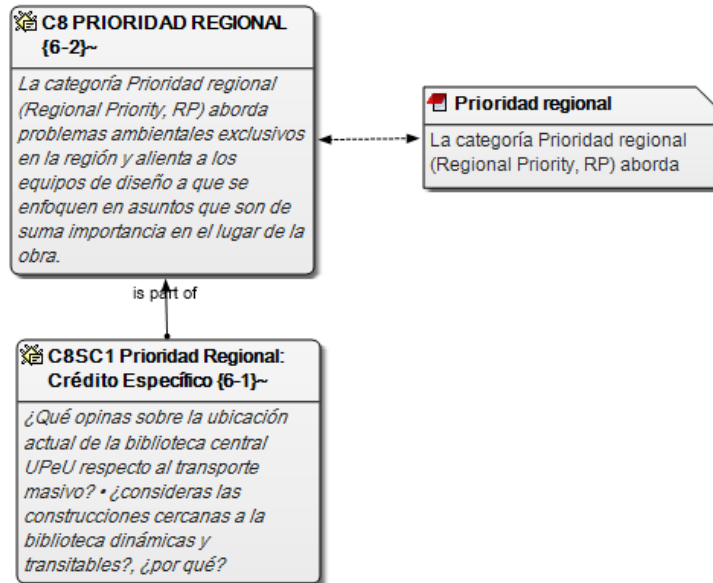 C8 PRIORIDAD REGIONAL
{6-2}~
La categoría Prioridad regional
(Regional Priority, RP) aborda
problemas ambientales exclusivos
en la región y alienta a los
equipos de diseño a que se
enfoquen en asuntos que son de
suma importancia en el lugar de la
obra.
Prioridad regional
La categoría Prioridad regional
(Regional Priority, RP) aborda
is part of
C8SC1 Prioridad Regional:
Crédito Específico {6-1}~
¿Qué opinas sobre la ubicación
actual de la biblioteca central
UPeU respecto al transporte
masivo? • ¿consideras las
construcciones cercanas a la
biblioteca dinámicas y
transitables?, ¿por qué?